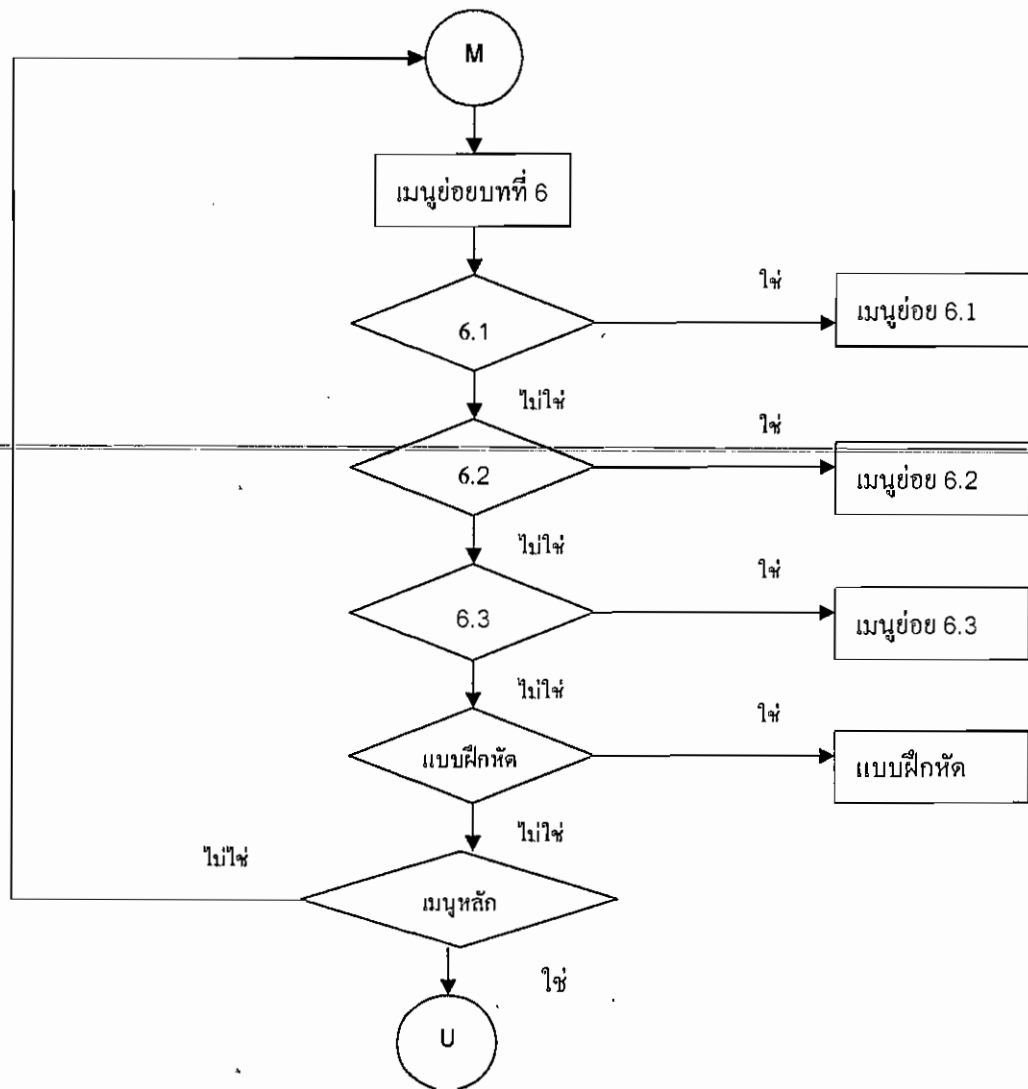 M
เมนูย่อยบทที่ 6
ใช่
6.1
เมนูย่อย 6.1
ไม่ใช่
ใช่
6.2
เมนูย่อย 6.2
ไม่ใช่
ใช่
6.3
เมนูย่อย 6.3
ไม่ใช่
ใช่
แบบฝึกหัด
แบบฝึกหัด
ไม่ใช่
ไม่ใช่
เมนูหลัก
ใช่
U